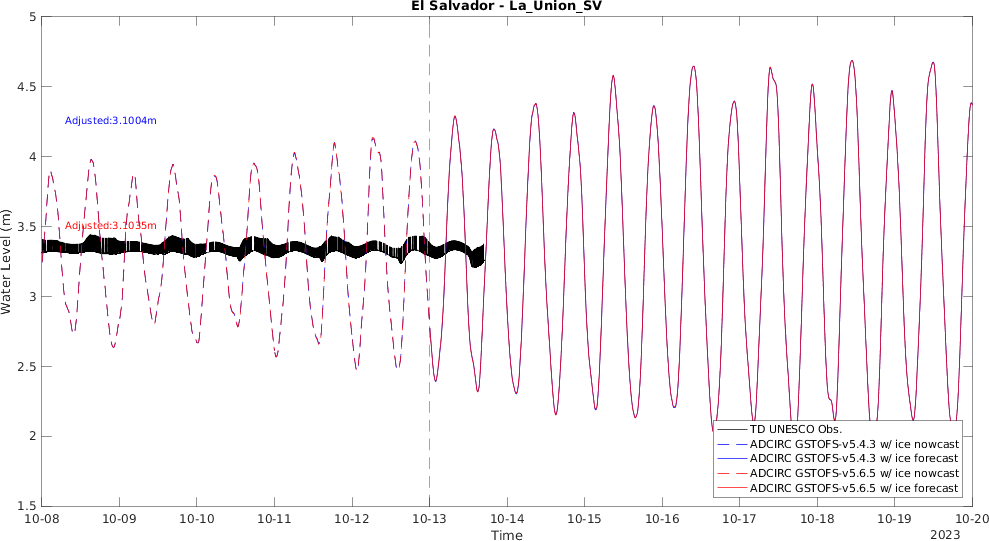 El Salvador - La_Union_SV
5
4.5
4
3.5
3
2.5
2
1.5
Water Level (m)
Adjusted:3.1004m
Adjusted:3.1035m
TD UNESCO Obs.
ADCIRC GSTOFS-v5.4.3 w/ ice nowcast
ADCIRC GSTOFS-v5.4.3 w/ ice forecast
ADCIRC GSTOFS-v5.6.5 w/ ice nowcast
ADCIRC GSTOFS-v5.6.5 w/ ice forecast
10-08 10-09 10-10 10-11 10-12 10-13 10-14 10-15 10-16 10-17 10-18 10-19 10-20
Time
2023